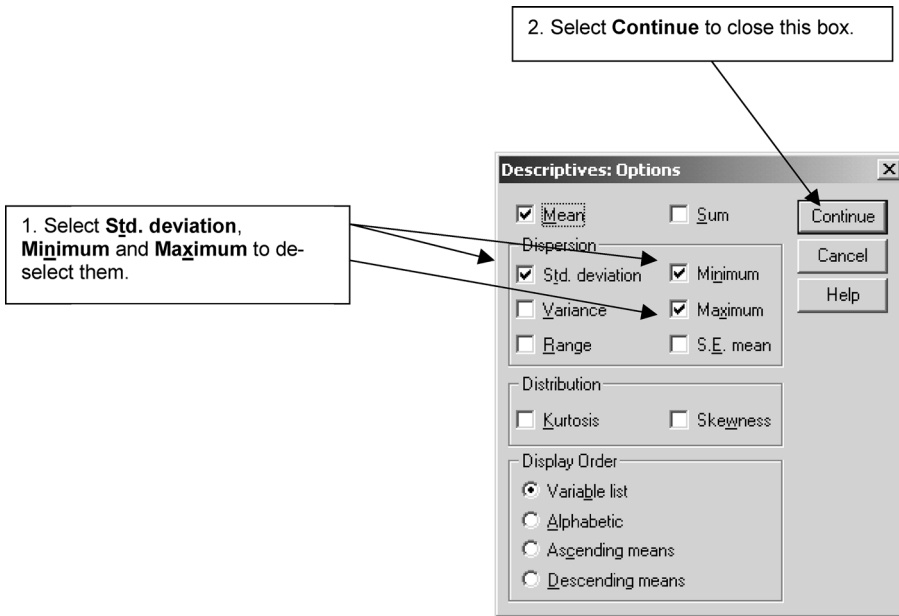 2. Select Continue to close this box.
1. Select Std. deviation,
Minimum and Maximum to de-
select them.
Descriptives: Options
Mean
Sum
Continue
Dispersion
Std. deviation
Minimum
Cancel
Variance
Maximum
Help
Range
S.E. mean
Distribution
Kurtosis
Skewness
Display Order
Variable list
Alphabetic
Ascending means
Descending means